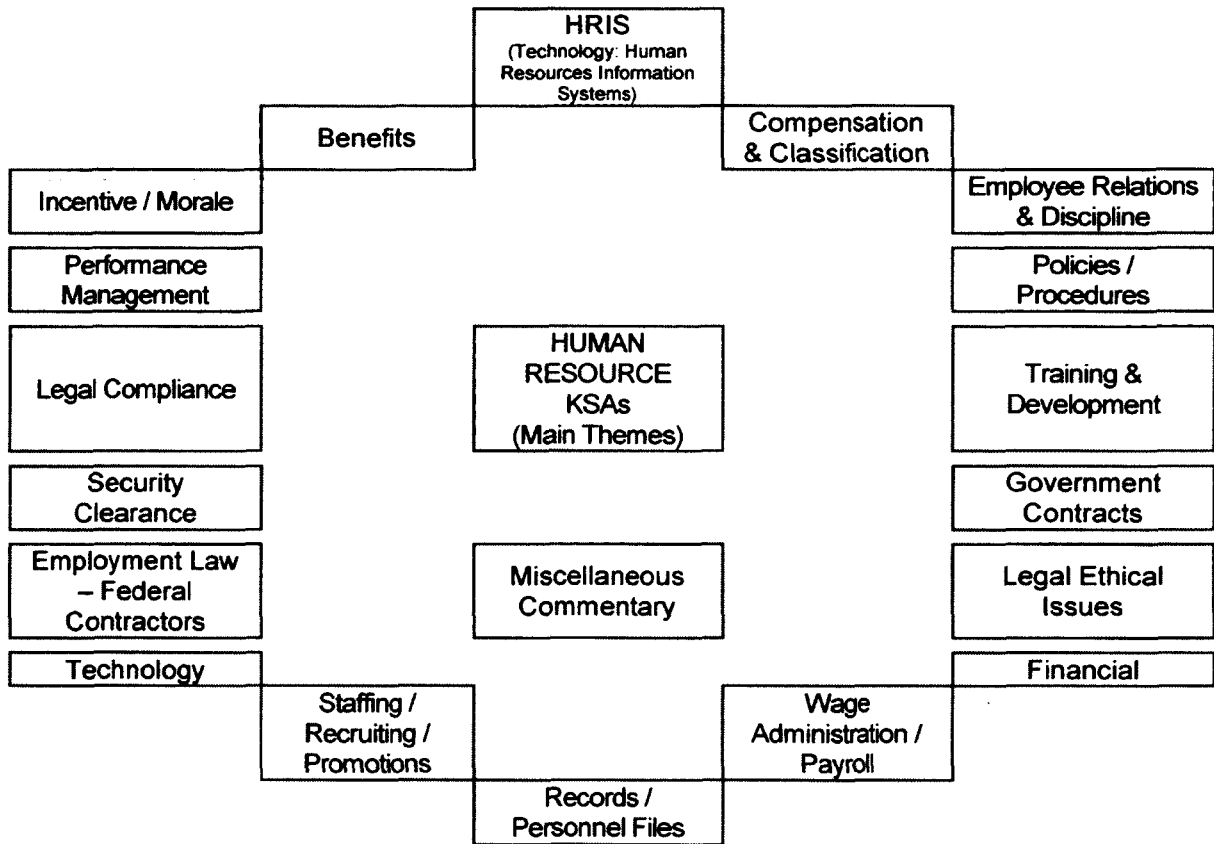 HRIS
(Technology: Human
Resources Information
Systems)
Benefits
Compensation
& Classification
Incentive / Morale
Employee Relations
& Discipline
Performance
Management
Policies /
Procedures
Legal Compliance
HUMAN
RESOURCE
KSAs
(Main Themes)
Training &
Development
Security
Clearance
Government
Contracts
Employment Law
– Federal
Contractors
Miscellaneous
Commentary
Legal Ethical
Issues
Technology
Financial
Staffing /
Recruiting /
Promotions
Wage
Administration /
Payroll
Records /
Personnel Files